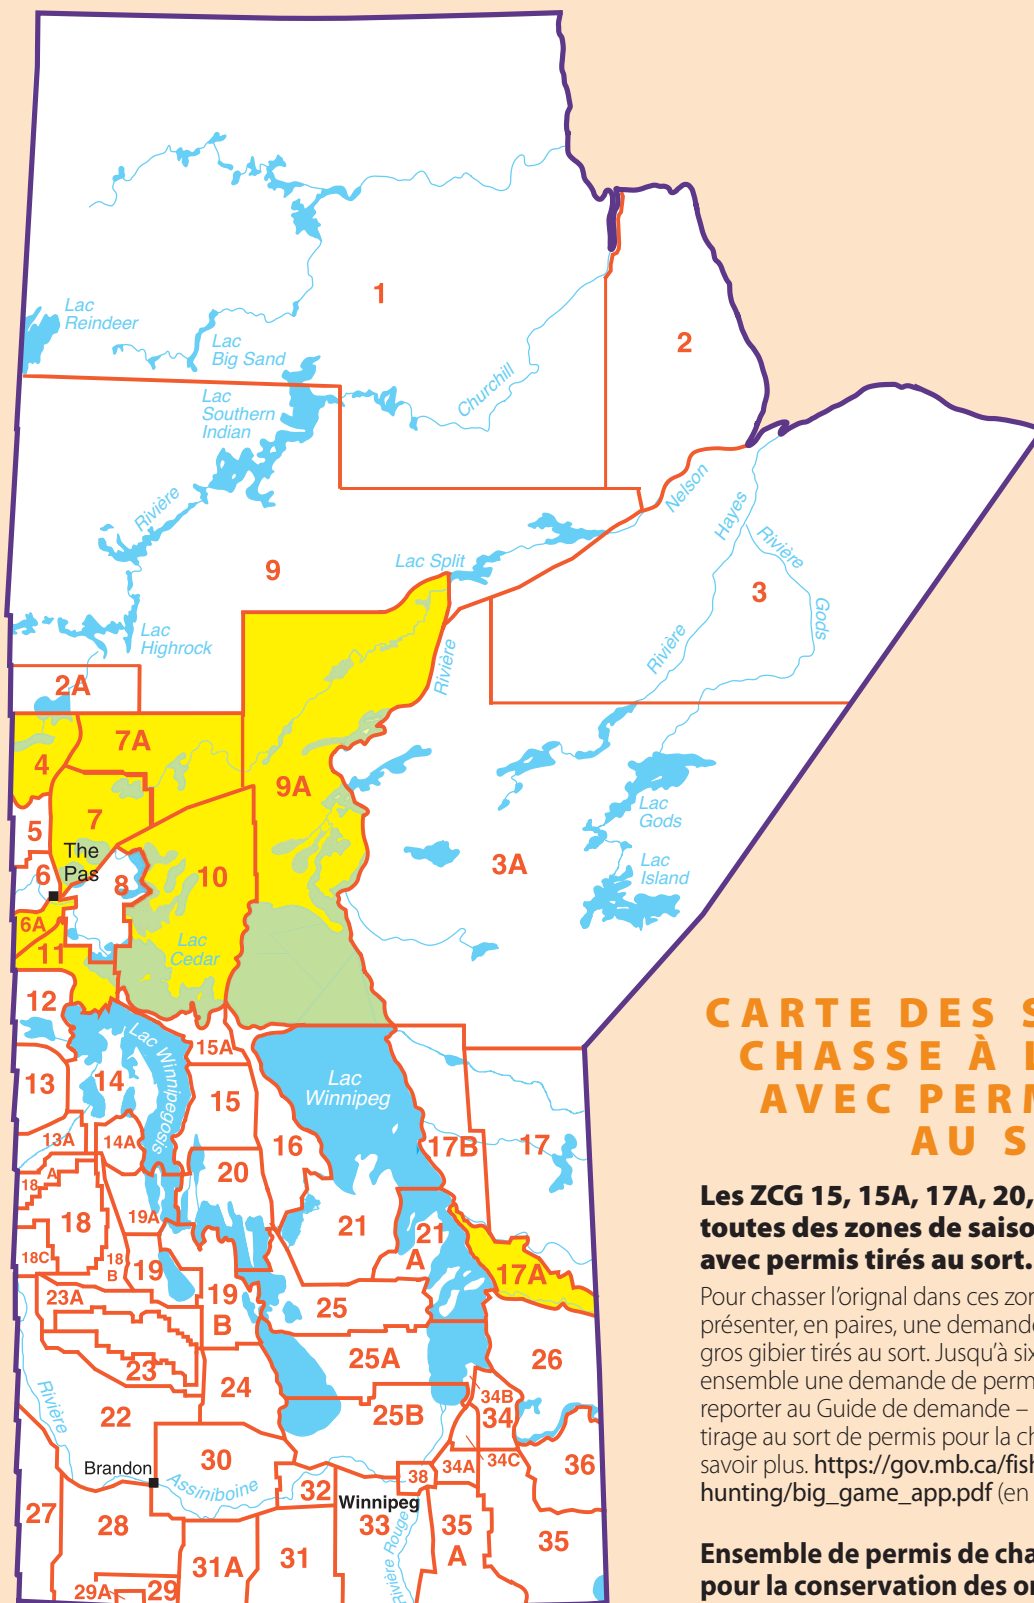 1
2
Lac
Reindeer
Lac
Big Sand
Churchill
Lac
Southern
Indian
Rivière
Nelson
Hayes
Rivière
Gods
Lac Split
9
3
Rivière
Rivière
Lac
Highrock
2A
7A
4
9A
7
5
The
Pas
6
8
10
3A
Lac
Gods
Lac
Island
6A
11
Lac
Cedar
12
15A
Lac Winnipegosis
Lac
Winnipeg
13
14
15
16
17B
17
13A
14A
20
18
A
18
19A
21
21
A
18C
18
B
19
17A
23A
19
B
25
23
25A
26
24
34B
34
22
25B
Rivière
30
34A
34C
36
Brandon
Assiniboine
32
38
Winnipeg
27
28
33
35
A
35
31A
31
Rivière Rouge
29A
29
CARTE DES S
CHASSE À L
AVEC PERM
AU S
Les ZCG 15, 15A, 17A, 20,
toutes des zones de saiso
avec permis tirés au sort.
Pour chasser l’orignal dans ces zon
présenter, en paires, une demande
gros gibier tirés au sort. Jusqu’à six
ensemble une demande de perm
reporter au Guide de demande –
tirage au sort de permis pour la ch
savoir plus. https://gov.mb.ca/fish
hunting/big_game_app.pdf (en
Ensemble de permis de cha
pour la conservation des or